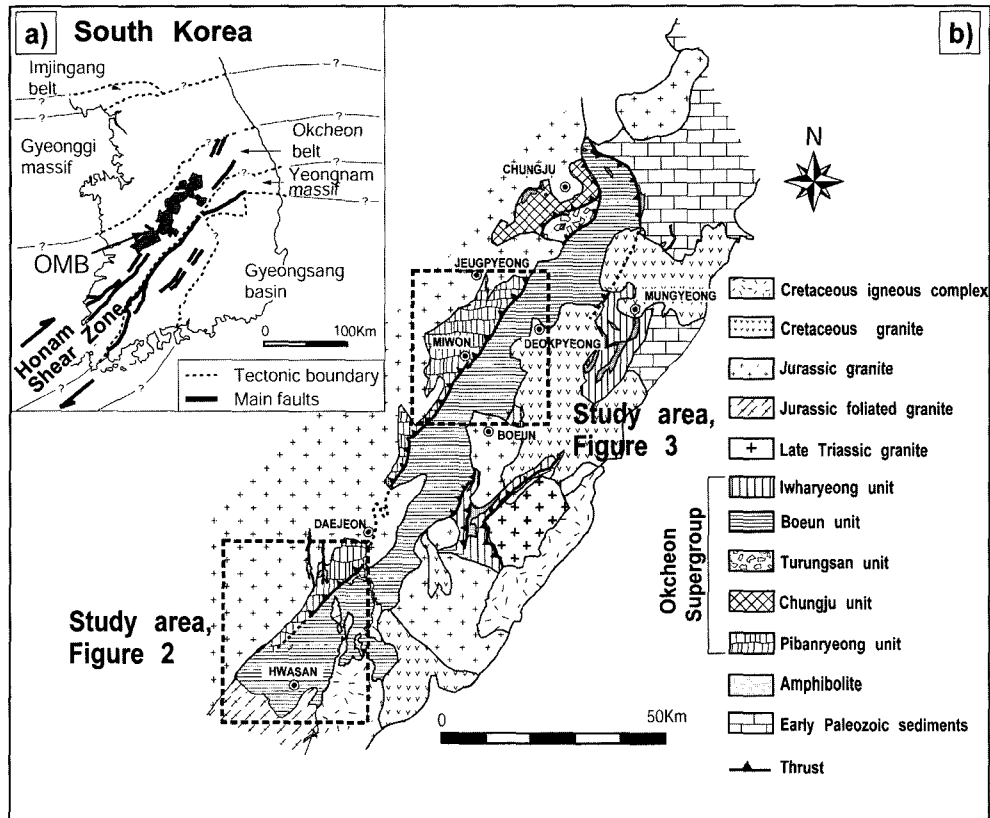 a) South Korea
Imjingang
belt
Gyeonggi
massif
Okcheon
belt
Yeongnam
massif
OMB
Gyeongsang
basin
Honam
Shear Zone
0 100Km
Tectonic boundary
Main faults
? ? ? ? ? ? ? ? ? ?
b)
N
CHUNGJU
JEUGPYEONG
MUNGYEONG
MIWON
DEOKPYEONG
Study area,
Figure 3
BOEUN
DAEJEON
Study area,
Figure 2
HWASAN
0 50Km
Cretaceous igneous complex
Cretaceous granite
Jurassic granite
Jurassic foliated granite
Late Triassic granite
Okcheon
Supergroup
Iwharyeong unit
Boeun unit
Turungsan unit
Chungju unit
Pibanryeong unit
Amphibolite
Early Paleozoic sediments
Thrust